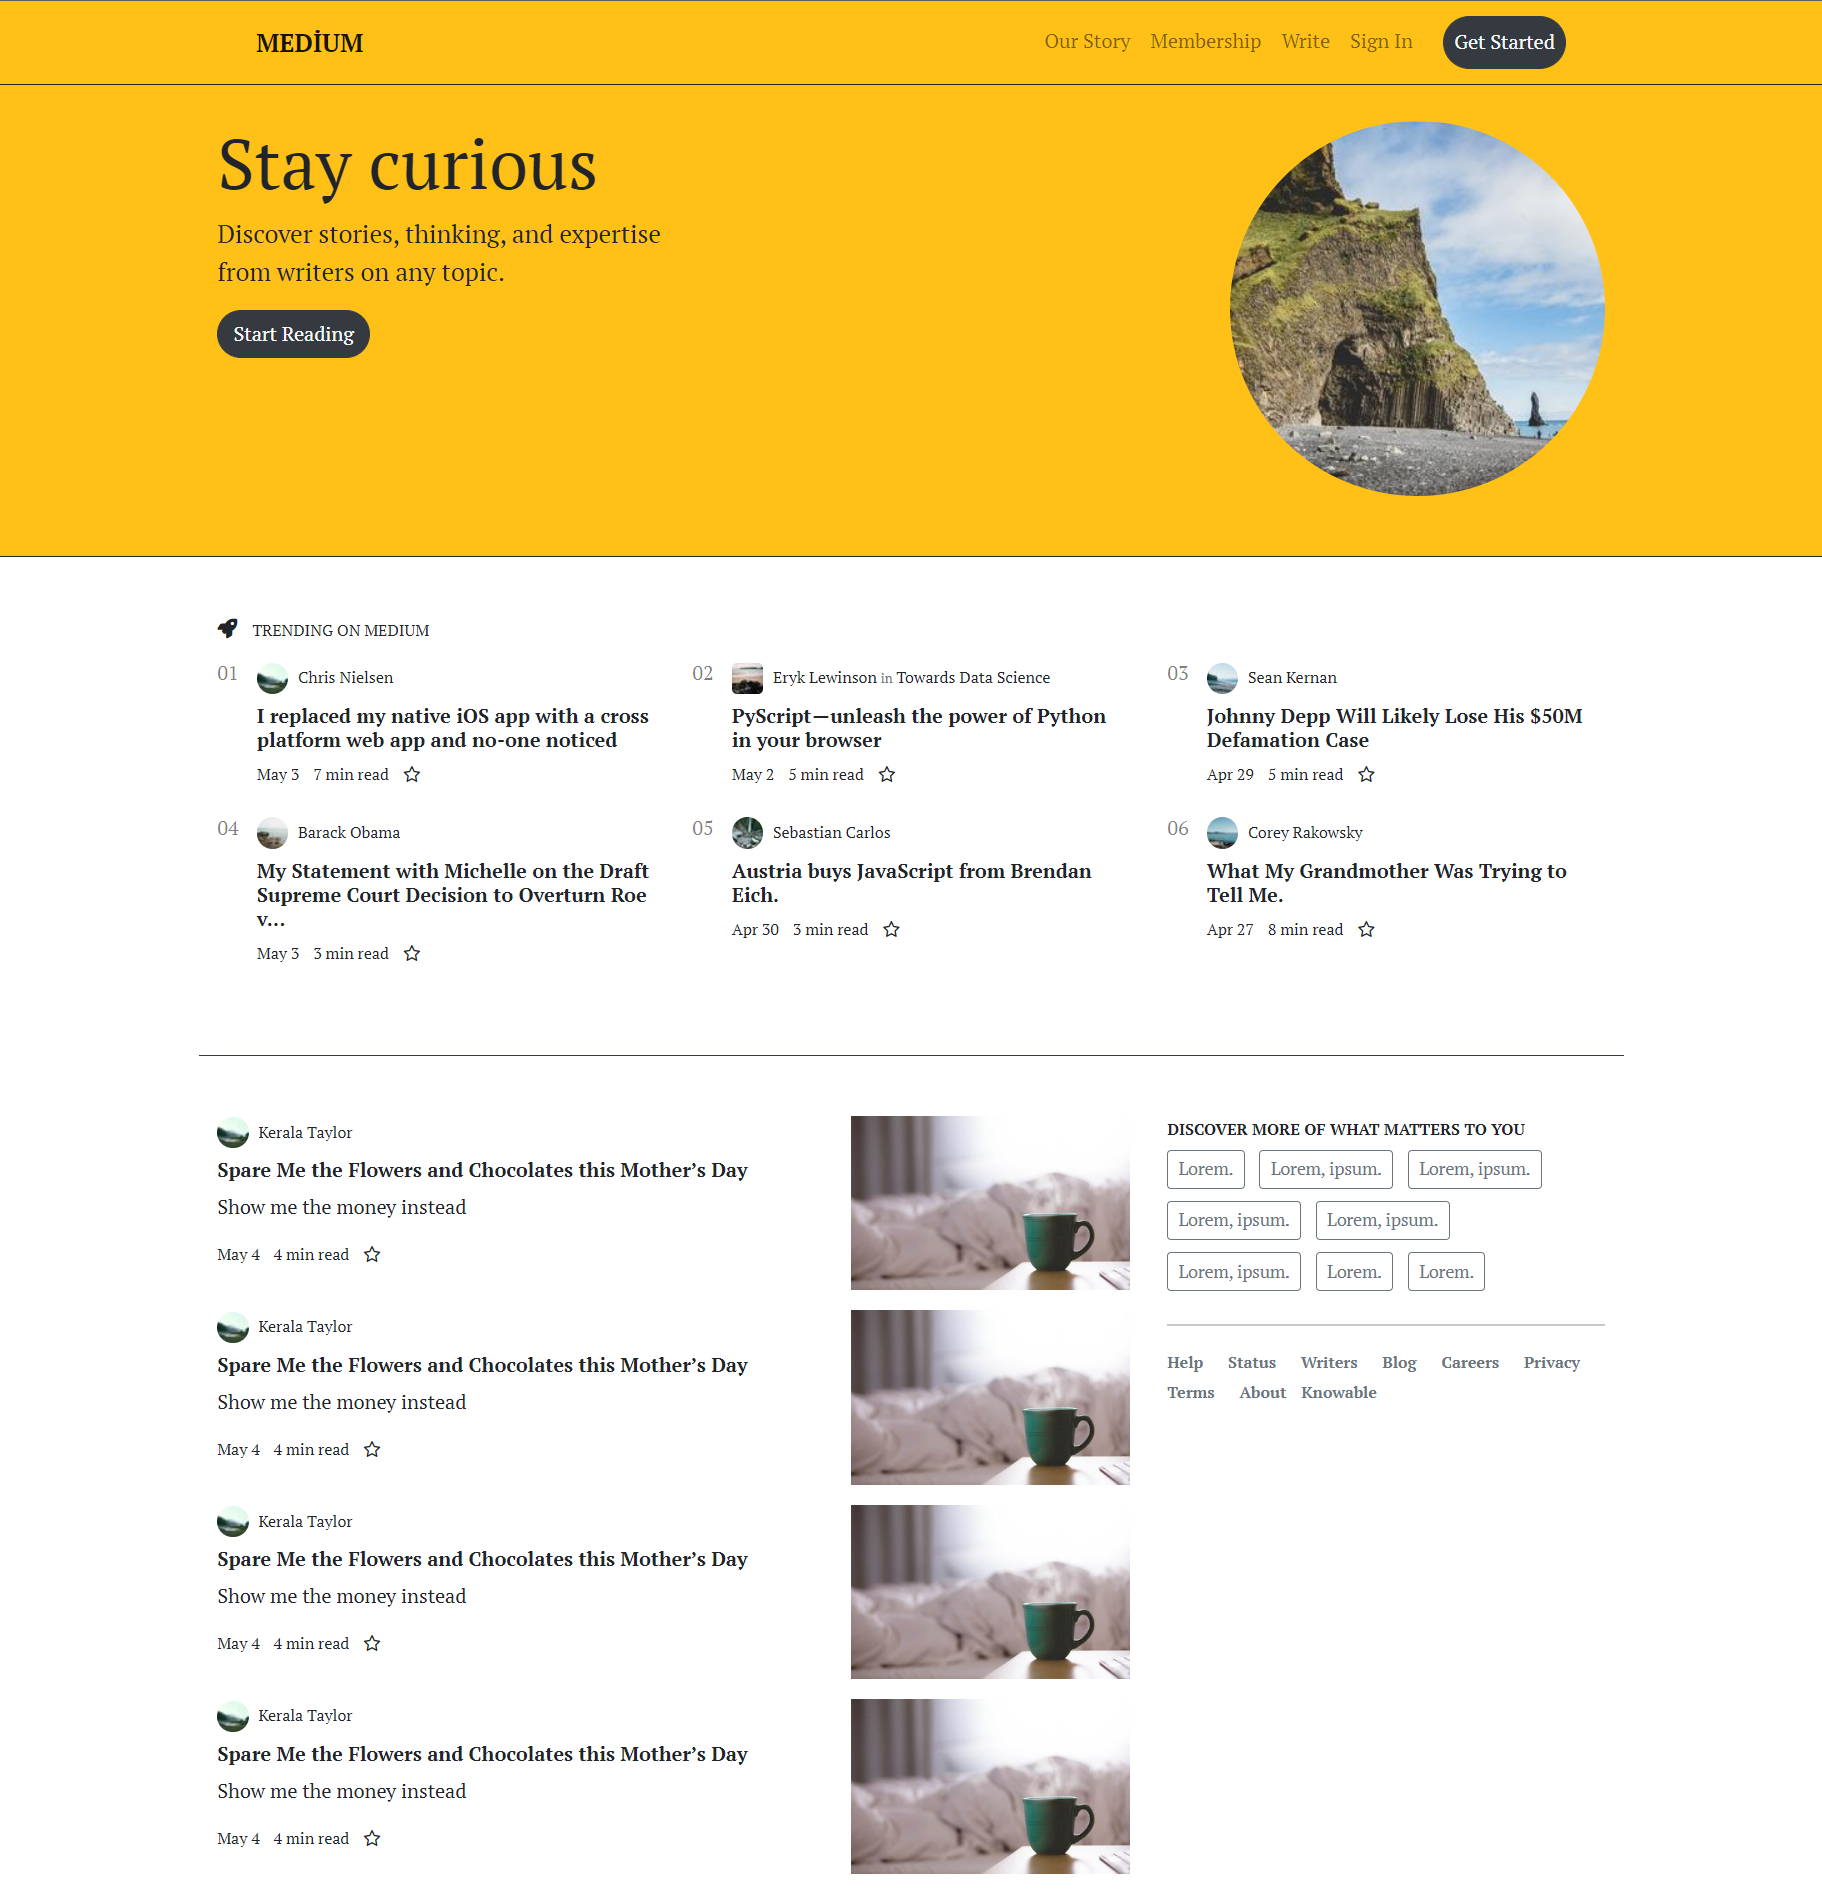 MEDİUM
Our Story Membership Write Sign In Get Started
Stay curious
Discover stories, thinking, and expertise
from writers on any topic.
Start Reading
TRENDING ON MEDIUM
01 Chris Nielsen
I replaced my native iOS app with a cross
platform web app and no-one noticed
May 3 7 min read
02 Eryk Lewinson in Towards Data Science
PyScript—unleash the power of Python
in your browser
May 2 5 min read
03 Sean Kernan
Johnny Depp Will Likely Lose His $50M
Defamation Case
Apr 29 5 min read
04 Barack Obama
My Statement with Michelle on the Draft
Supreme Court Decision to Overturn Roe
v...
May 3 3 min read
05 Sebastian Carlos
Austria buys JavaScript from Brendan
Eich.
Apr 30 3 min read
06 Corey Rakowsky
What My Grandmother Was Trying to
Tell Me.
Apr 27 8 min read
Kerala Taylor
Spare Me the Flowers and Chocolates this Mother’s Day
Show me the money instead
May 4 4 min read
Kerala Taylor
Spare Me the Flowers and Chocolates this Mother’s Day
Show me the money instead
May 4 4 min read
Kerala Taylor
Spare Me the Flowers and Chocolates this Mother’s Day
Show me the money instead
May 4 4 min read
Kerala Taylor
Spare Me the Flowers and Chocolates this Mother’s Day
Show me the money instead
May 4 4 min read
DISCOVER MORE OF WHAT MATTERS TO YOU
Lorem. Lorem, ipsum. Lorem, ipsum.
Lorem, ipsum. Lorem, ipsum.
Lorem, ipsum. Lorem. Lorem.
Help Status Writers Blog Careers Privacy
Terms About Knowable